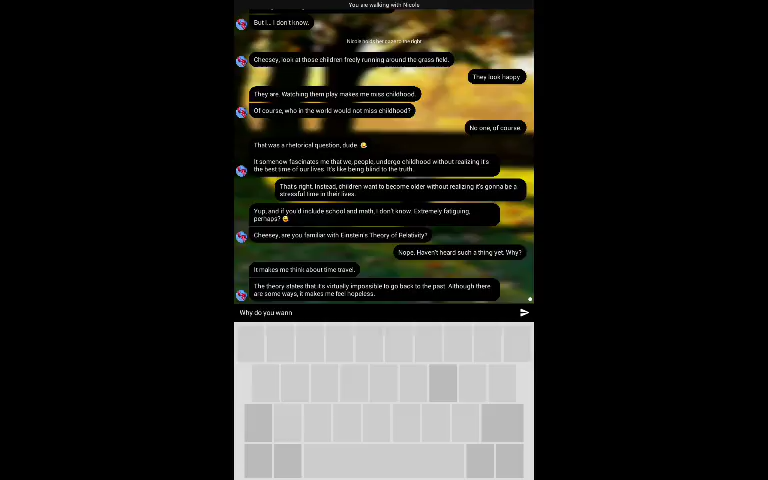 You are walking with Nicole
But I... I don't know.
Nicole holds her gaze to the right
Cheesey, look at those children freely running around the grass field.
They look happy
They are. Watching them play makes me miss childhood.
Of course, who in the world would not miss childhood?
No one, of course.
That was a rhetorical question, dude.
It somehow fascinates me that we, people, undergo childhood without realizing it's
the best time of our lives. It's like being blind to the truth.
That's right. Instead, children want to become older without realizing it's gonna be a
stressful time in their lives.
Yup, and if you'd include school and math, I don't know. Extremely fatiguing,
perhaps?
Cheesey, are you familiar with Einstein's Theory of Relativity?
Nope. Haven't heard such a thing yet. Why?
It makes me think about time travel.
The theory states that it's virtually impossible to go back to the past. Although there
are some ways, it makes me feel hopeless.
Why do you wann